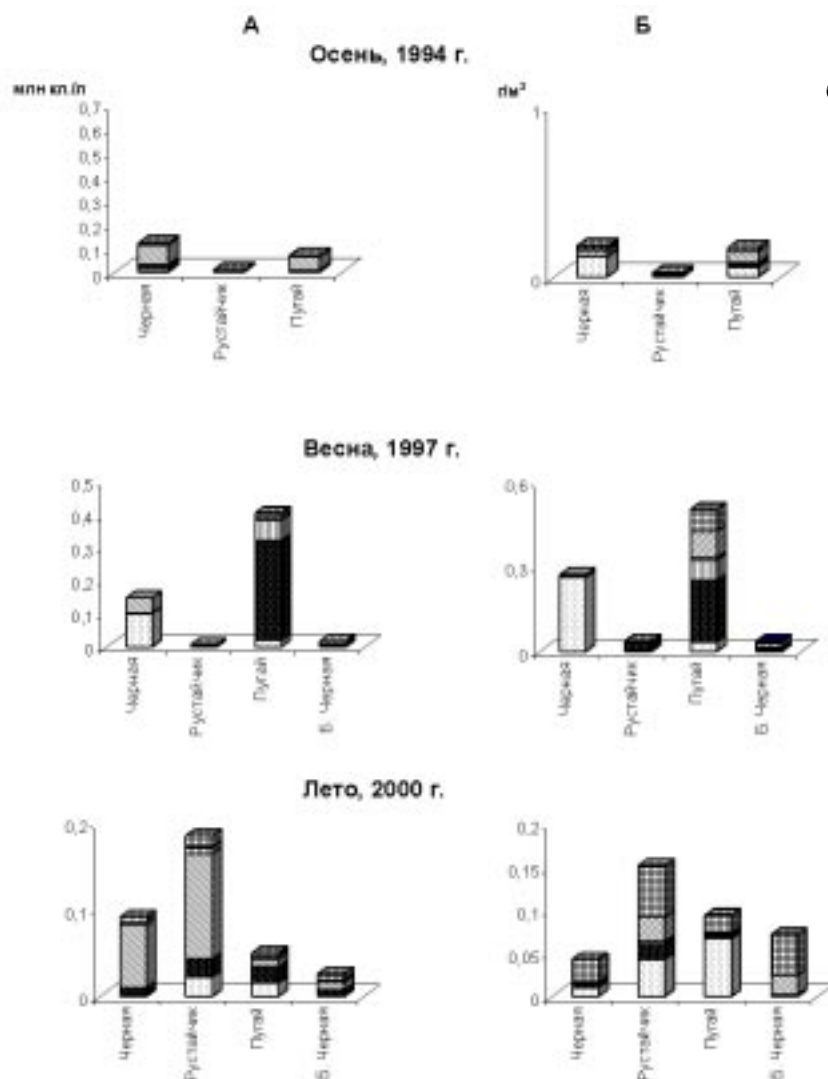 А Б
Осень, 1994 г.
млн кл./л г/м³
0,7
0,6
0,5
0,4
0,3
0,2
0,1
0
Черная
Рустайчик
Пугай
1
0
Черная
Рустайчик
Пугай
Весна, 1997 г.
0,5
0,4
0,3
0,2
0,1
0
Черная
Рустайчик
Пугай
Б. Черная
0,6
0,3
0
Черная
Рустайчик
Пугай
Б. Черная
Лето, 2000 г.
0,2
0,1
0
Черная
Рустайчик
Пугай
Б. Черная
0,2
0,15
0,1
0,05
0
Черная
Рустайчик
Пугай
Б. Черная